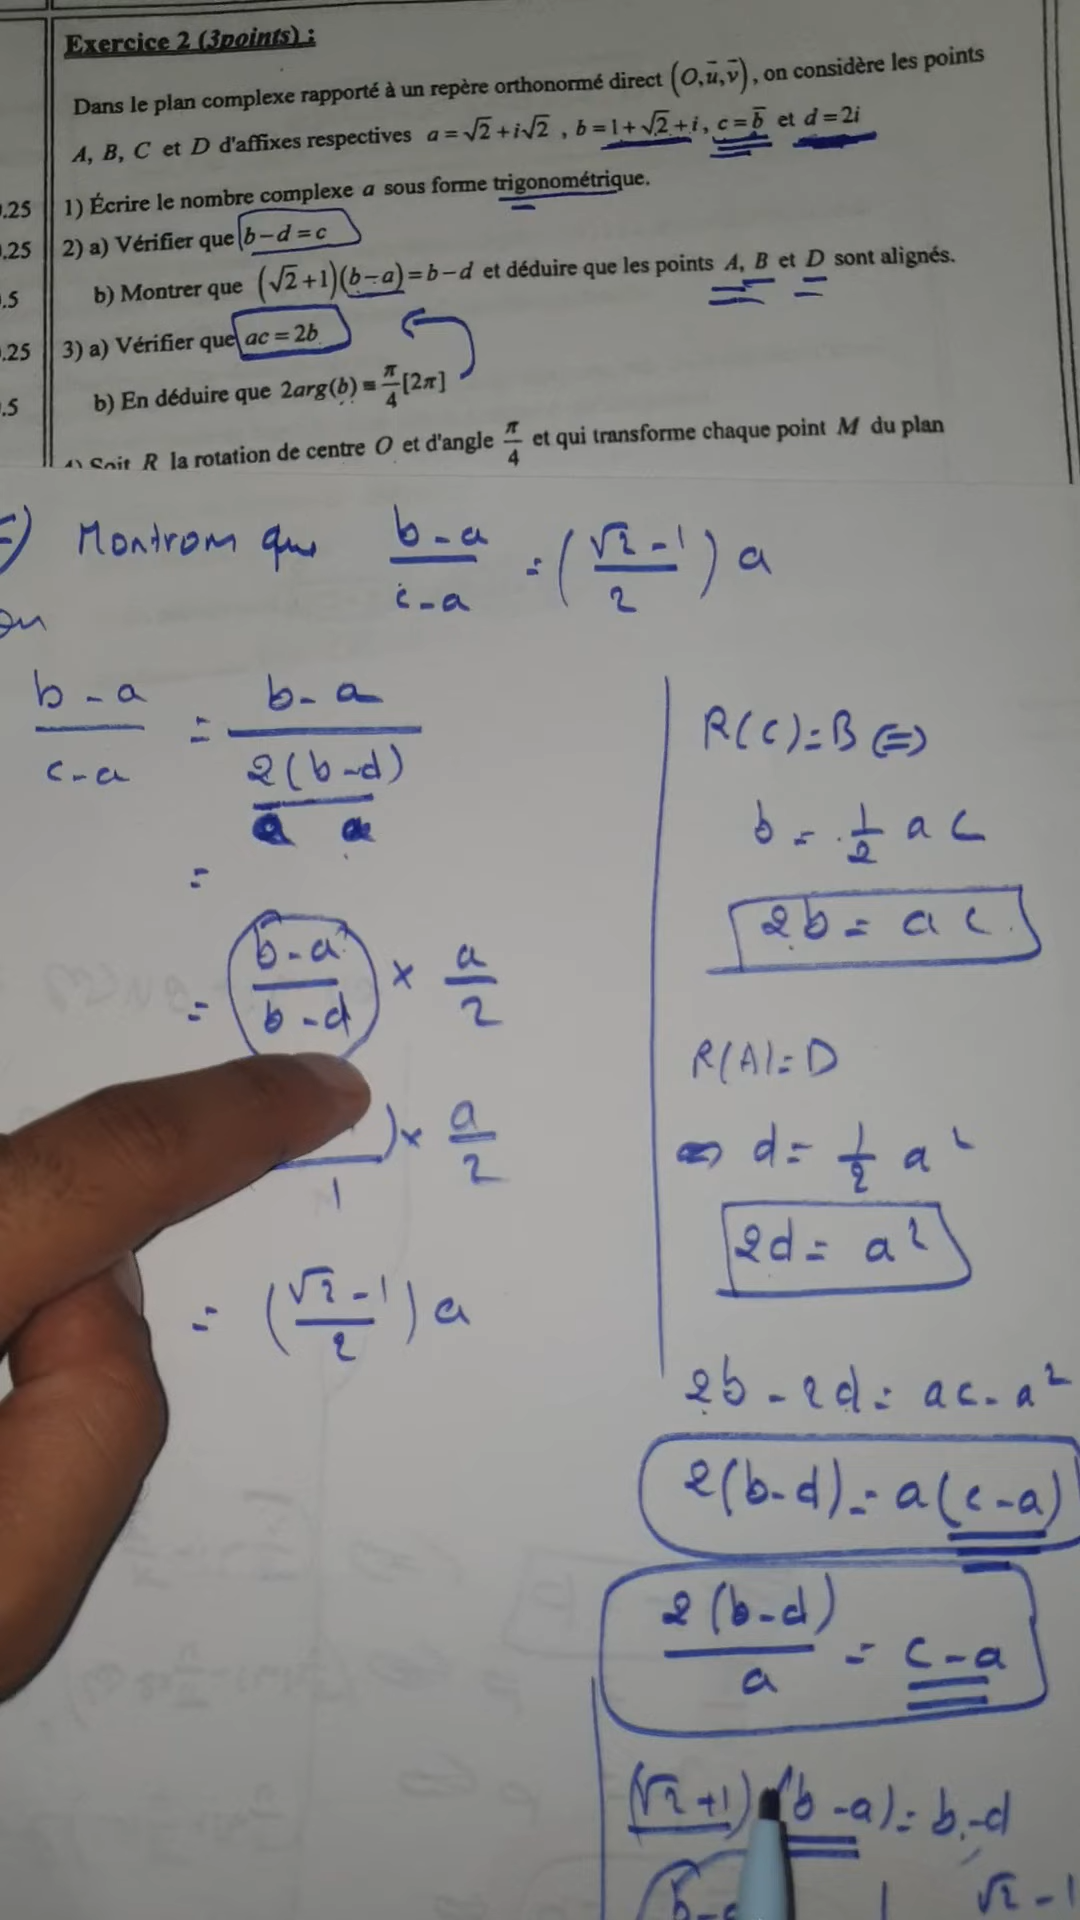 Exercice 2 (3points) :
Dans le plan complexe rapporté à un repère orthonormé direct (O,u⃗,v⃗), on considère les points
A, B, C et D d'affixes respectives a = √2 + i√2 , b = 1 + √2 + i, c = b̄ et d = 2i
.25 1) Écrire le nombre complexe a sous forme trigonométrique.
.25 2) a) Vérifier que b − d = c
.5 b) Montrer que (√2 + 1)(b − a) = b − d et déduire que les points A, B et D sont alignés.
.25 3) a) Vérifier que ac = 2b
.5 b) En déduire que 2arg(b) ≡ π/4 [2π]
4) Soit R la rotation de centre O et d'angle π/4 et qui transforme chaque point M du plan
Montrom que (b - a)/(c - a) = ((√2 - 1)/2) a
on
(b - a)/(c - a) = (b - a)/(2(b - d)/a)
=
= (b - a)/(b - d) × a/2
) × a/2
1
= ((√2 - 1)/2) a
R(C) = B ⇔
b = 1/2 a c
2b = a c
R(A) = D
⇔ d = 1/2 a²
2d = a²
2b - 2d = ac - a²
2(b - d) = a(c - a)
2(b - d)/a = c - a
(√2 + 1)(b - a) = b - d
b - 1 √2 - 1